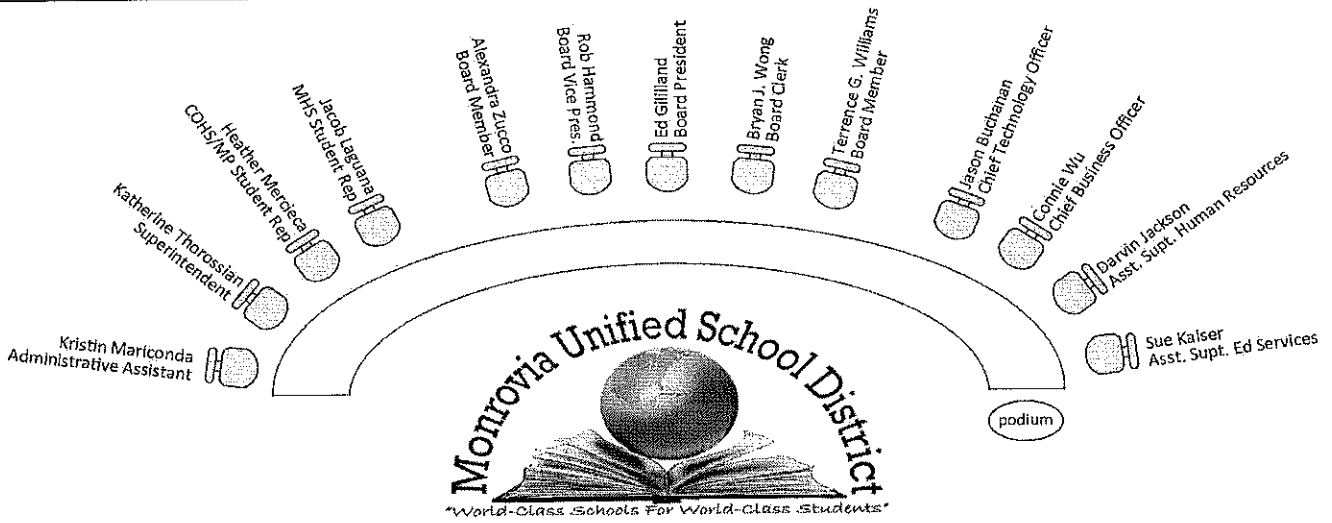 Kristin Mariconda
Administrative Assistant
Katherine Thorossian
Superintendent
Heather Mercieca
COHS/MP Student Rep
Jacob Laguana
MHS Student Rep
Alexandra Zucco
Board Member
Rob Hammond
Board Vice Pres.
Ed Gililland
Board President
Bryan J. Wong
Board Clerk
Terrence G. Williams
Board Member
Jason Buchanan
Chief Technology Officer
Connie Wu
Chief Business Officer
Darvin Jackson
Asst. Supt. Human Resources
Sue Kaiser
Asst. Supt. Ed Services
podium
Monrovia Unified School District
"World-Class Schools For World-Class Students"